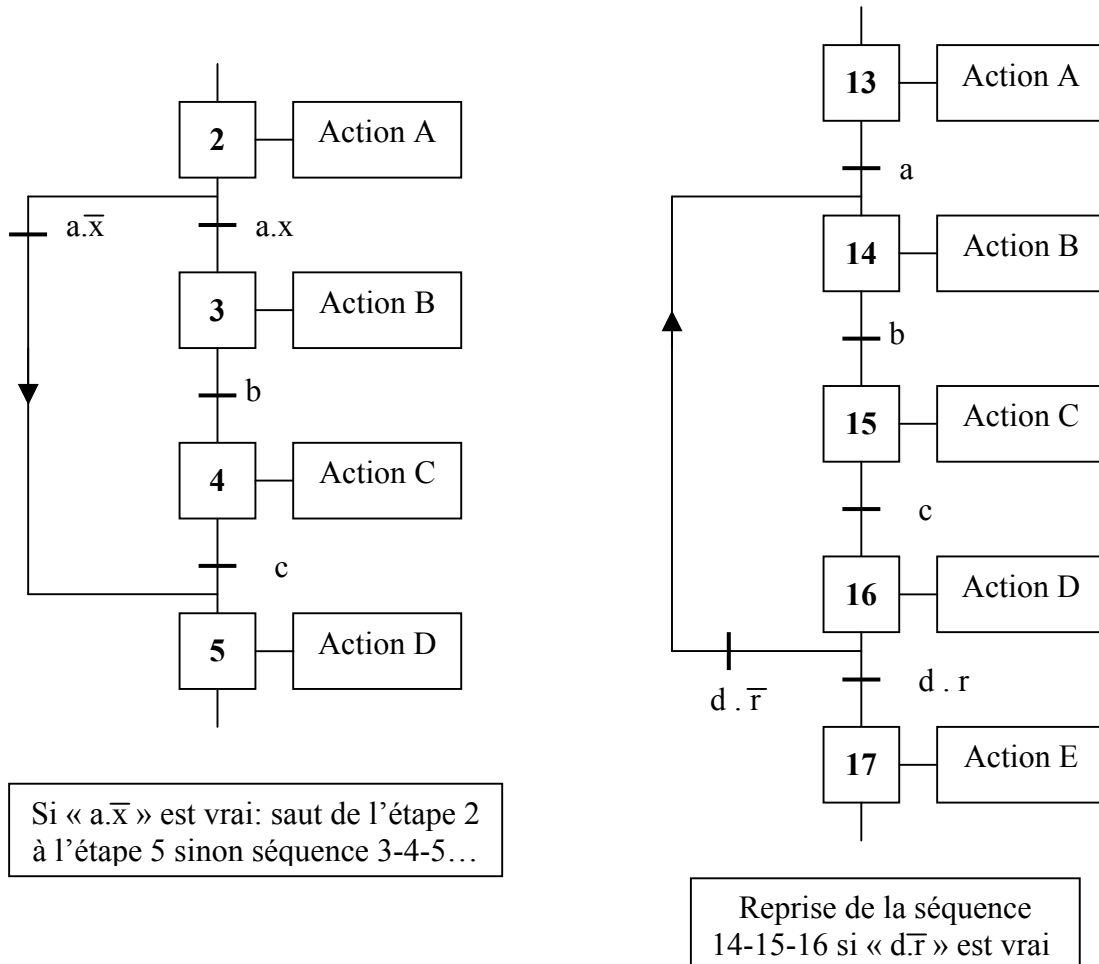 2 Action A
a.x̅ a.x
3 Action B
b
4 Action C
c
5 Action D
Si « a.x̅ » est vrai: saut de l’étape 2
à l’étape 5 sinon séquence 3-4-5…
13 Action A
a
14 Action B
b
15 Action C
c
16 Action D
d . r̅ d . r
17 Action E
Reprise de la séquence
14-15-16 si « d.r̅ » est vrai